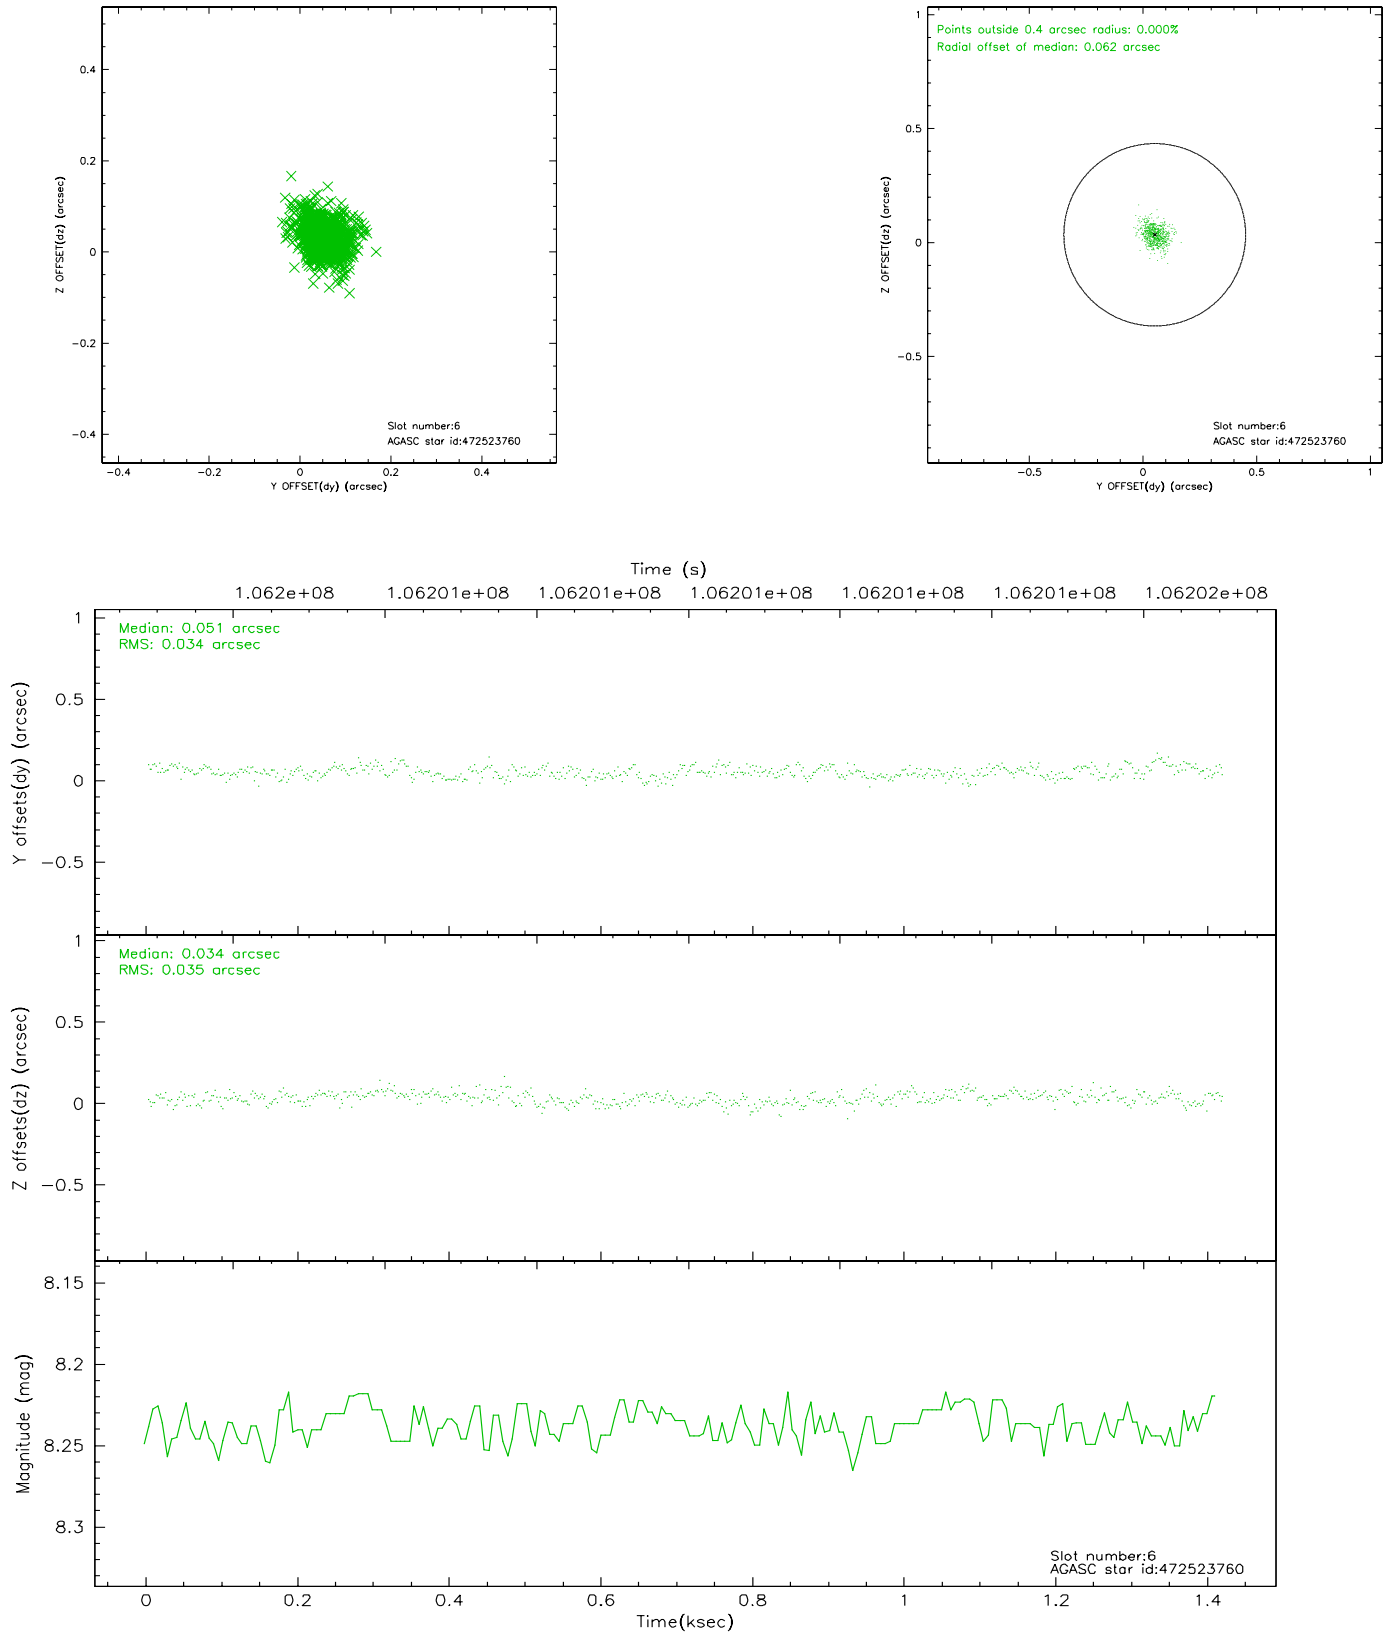 0.4
0.2
0
−0.2
−0.4
Z OFFSET(dz) (arcsec)
Slot number:6
AGASC star id:472523760
−0.4 −0.2 0 0.2 0.4
Y OFFSET(dy) (arcsec)
Points outside 0.4 arcsec radius: 0.000%
Radial offset of median: 0.062 arcsec
1
0.5
0
−0.5
Z OFFSET(dz) (arcsec)
Slot number:6
AGASC star id:472523760
−0.5 0 0.5 1
Y OFFSET(dy) (arcsec)
Time (s)
1.062e+08 1.06201e+08 1.06201e+08 1.06201e+08 1.06201e+08 1.06201e+08 1.06202e+08
Median: 0.051 arcsec
RMS: 0.034 arcsec
1
0.5
0
−0.5
Y offsets(dy) (arcsec)
Median: 0.034 arcsec
RMS: 0.035 arcsec
1
0.5
0
−0.5
Z offsets(dz) (arcsec)
8.15
8.2
8.25
8.3
Magnitude (mag)
Slot number:6
AGASC star id:472523760
0 0.2 0.4 0.6 0.8 1 1.2 1.4
Time(ksec)